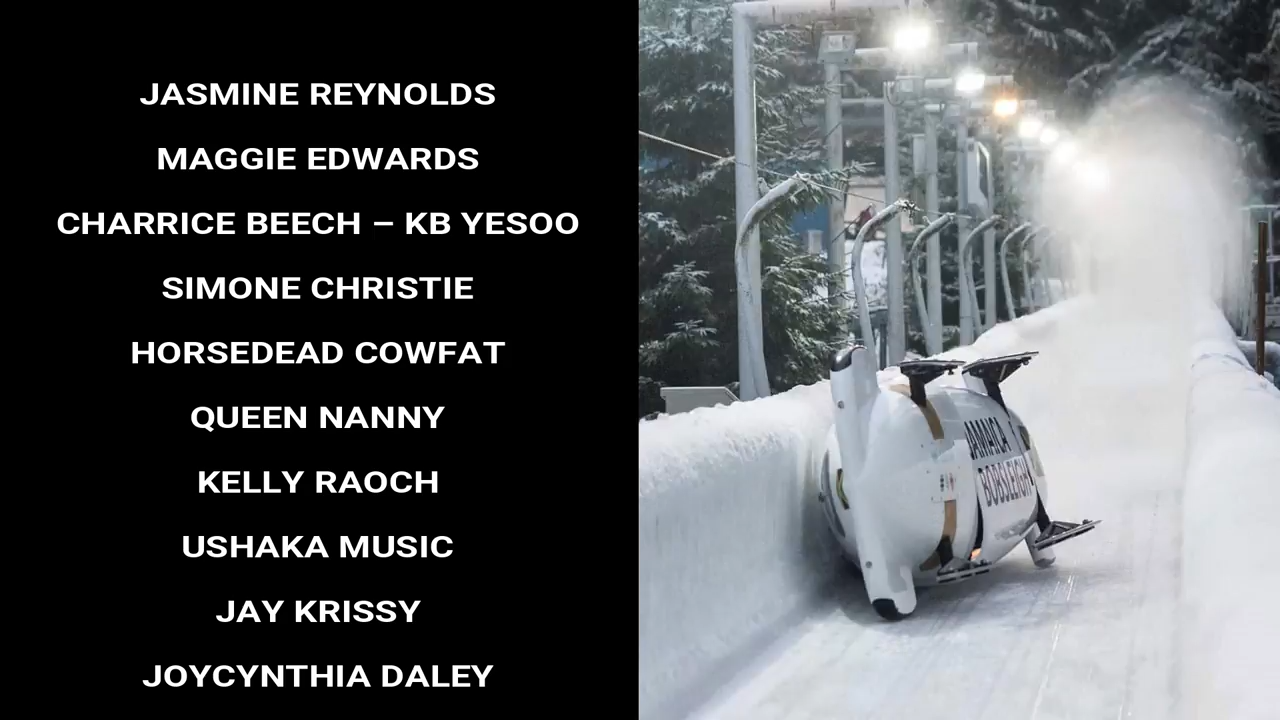 JASMINE REYNOLDS
MAGGIE EDWARDS
CHARRICE BEECH – KB YESOO
SIMONE CHRISTIE
HORSEDEAD COWFAT
QUEEN NANNY
KELLY RAOCH
USHAKA MUSIC
JAY KRISSY
JOYCYNTHIA DALEY
JAMAICA
BOBSLEIGH